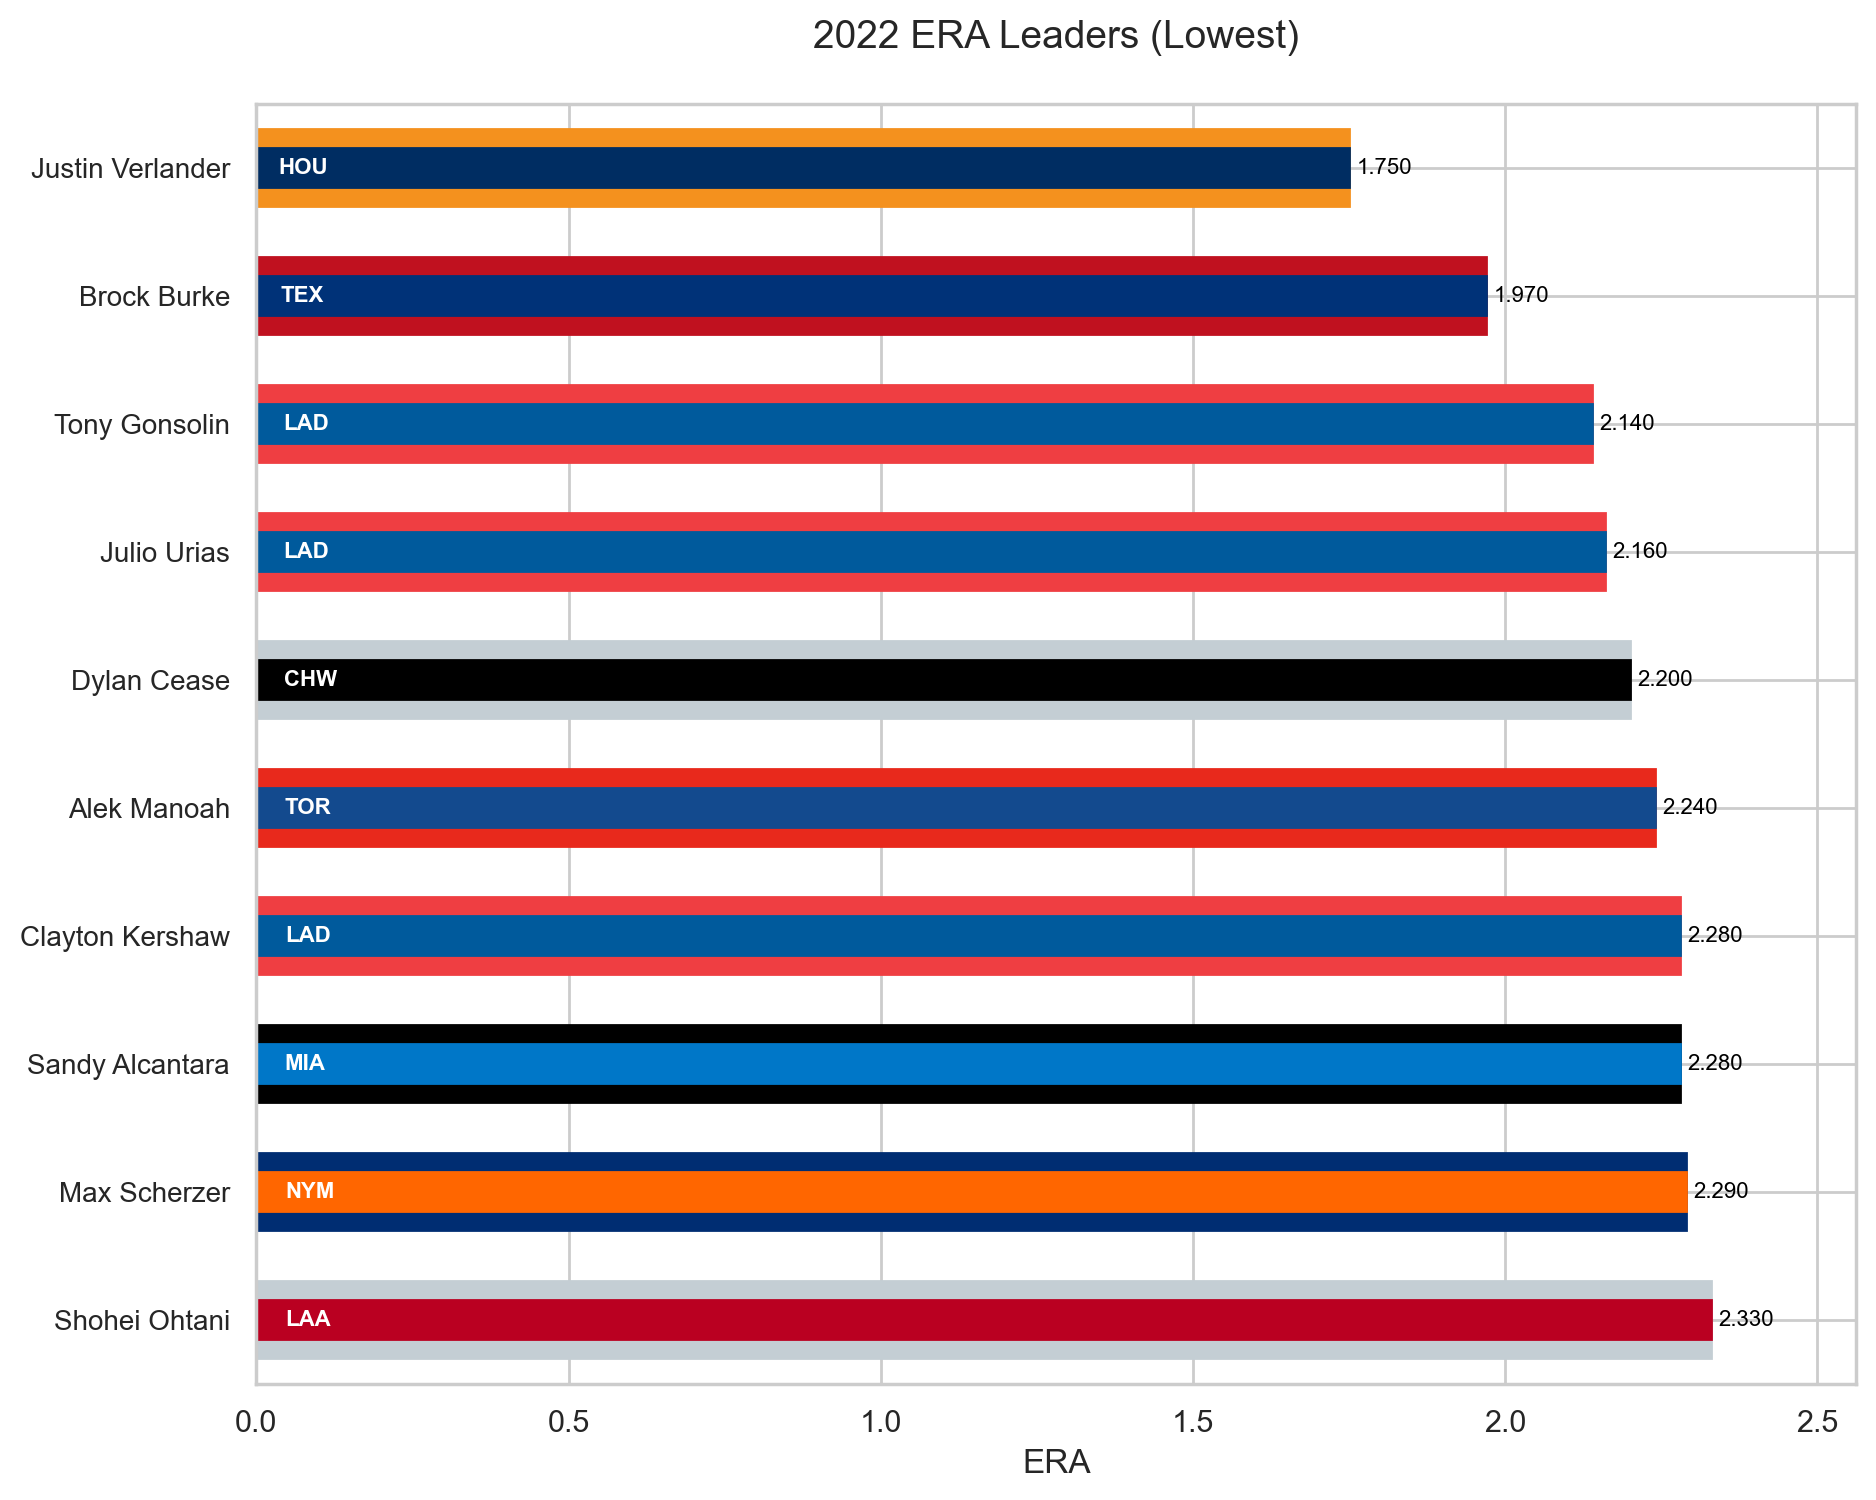 2022 ERA Leaders (Lowest)
Justin Verlander HOU 1.750
Brock Burke TEX 1.970
Tony Gonsolin LAD 2.140
Julio Urias LAD 2.160
Dylan Cease CHW 2.200
Alek Manoah TOR 2.240
Clayton Kershaw LAD 2.280
Sandy Alcantara MIA 2.280
Max Scherzer NYM 2.290
Shohei Ohtani LAA 2.330
0.0 0.5 1.0 1.5 2.0 2.5
ERA